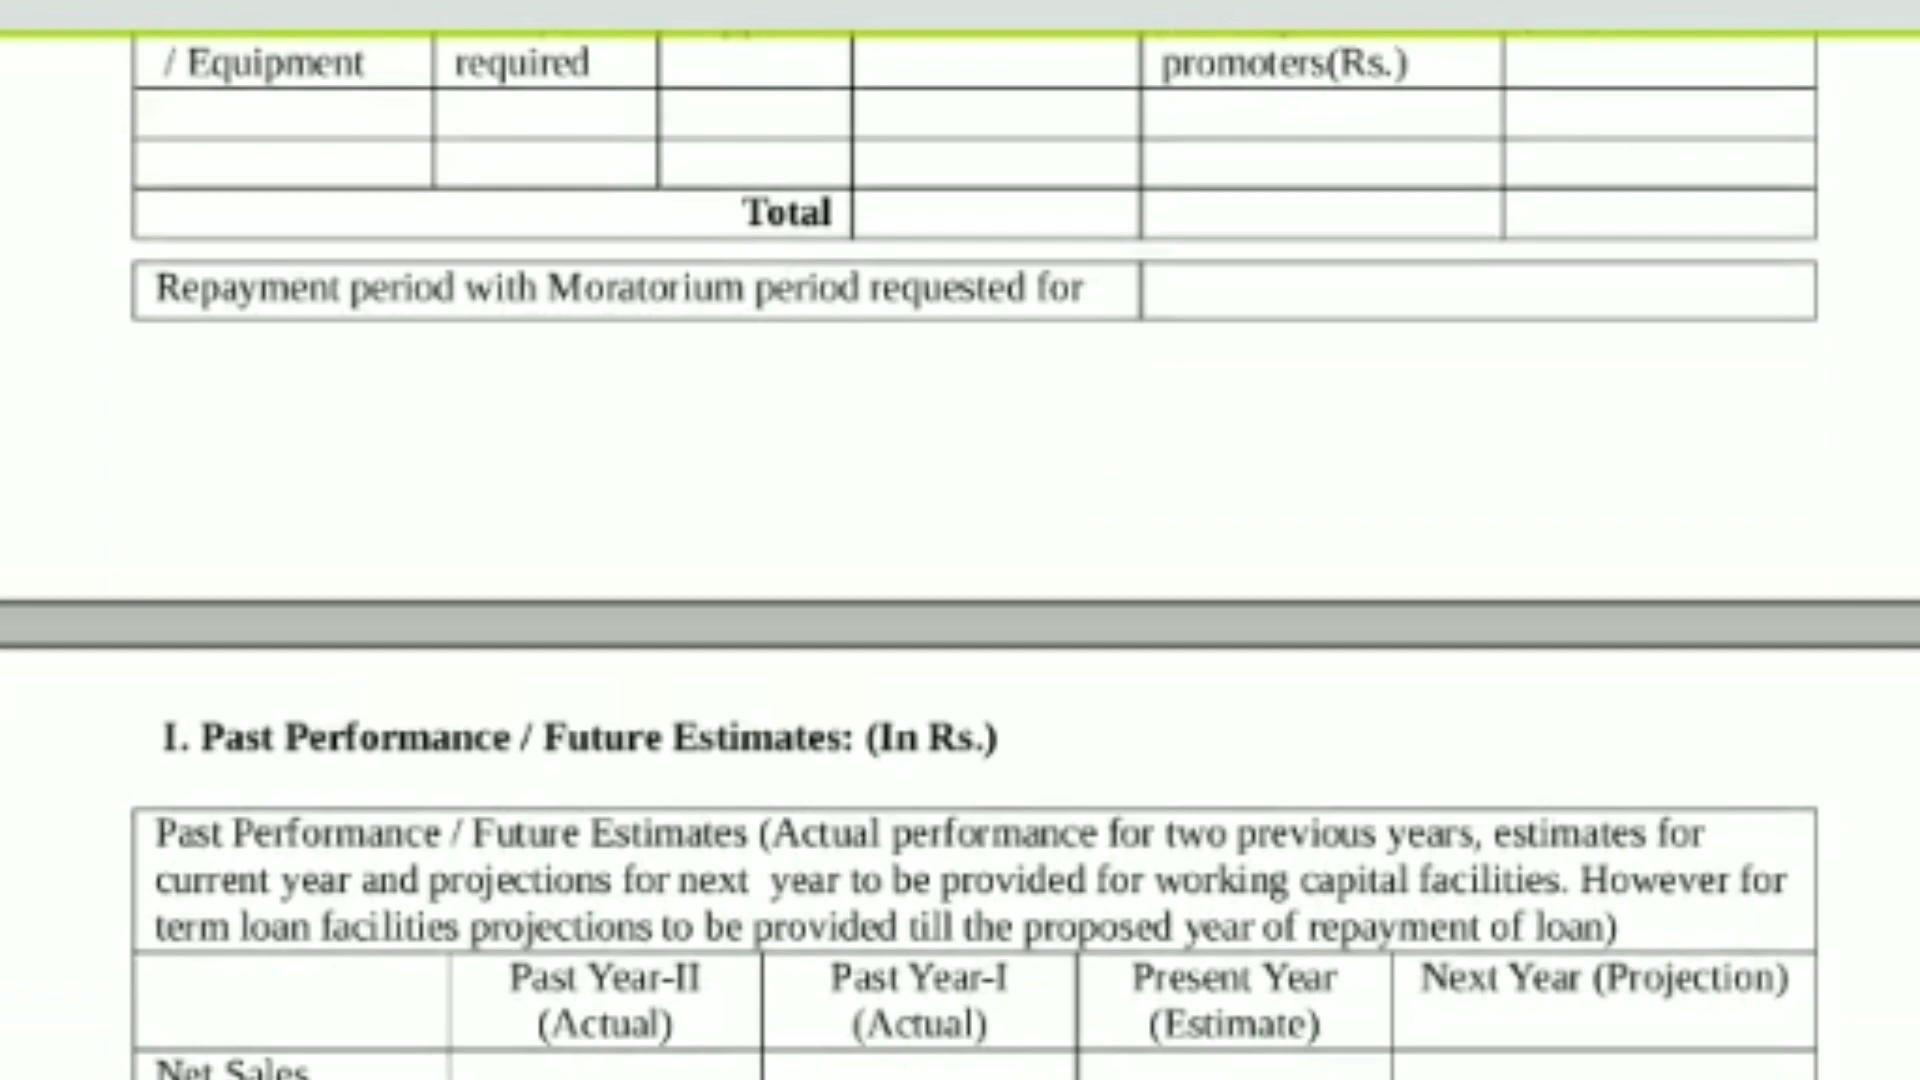 / Equipment required promoters(Rs.)
Total
Repayment period with Moratorium period requested for
I. Past Performance / Future Estimates: (In Rs.)
Past Performance / Future Estimates (Actual performance for two previous years, estimates for
current year and projections for next year to be provided for working capital facilities. However for
term loan facilities projections to be provided till the proposed year of repayment of loan)
Past Year-II Past Year-I Present Year Next Year (Projection)
(Actual) (Actual) (Estimate)
Net Sales